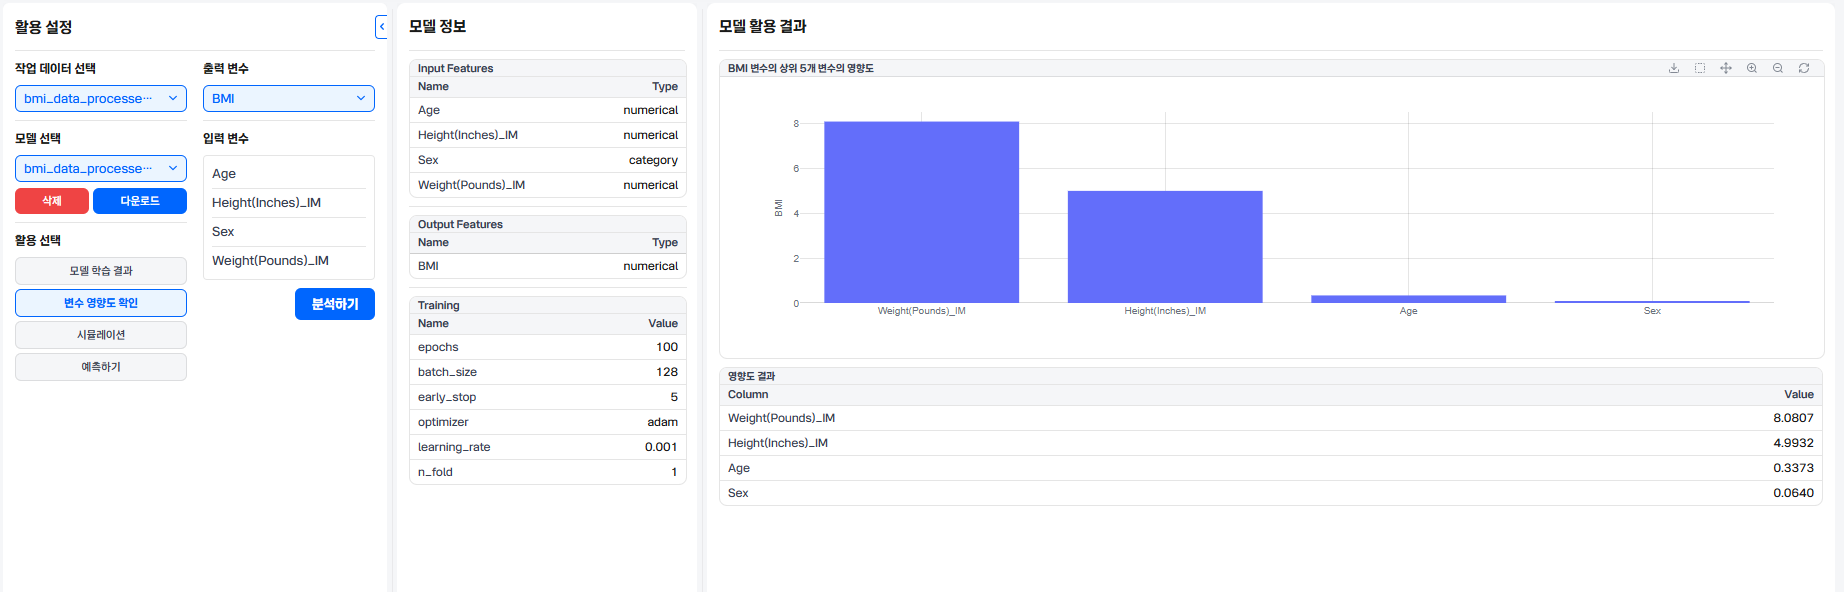 활용 설정
작업 데이터 선택
bmi_data_processe···
모델 선택
bmi_data_processe···
삭제 다운로드
활용 선택
모델 학습 결과
변수 영향도 확인
시뮬레이션
예측하기
출력 변수
BMI
입력 변수
Age
Height(Inches)_IM
Sex
Weight(Pounds)_IM
분석하기
모델 정보
Input Features
Name Type
Age numerical
Height(Inches)_IM numerical
Sex category
Weight(Pounds)_IM numerical
Output Features
Name Type
BMI numerical
Training
Name Value
epochs 100
batch_size 128
early_stop 5
optimizer adam
learning_rate 0.001
n_fold 1
모델 활용 결과
BMI 변수의 상위 5개 변수의 영향도
8
6
4
2
0
BMI
Weight(Pounds)_IM Height(Inches)_IM Age Sex
영향도 결과
Column Value
Weight(Pounds)_IM 8.0807
Height(Inches)_IM 4.9932
Age 0.3373
Sex 0.0640